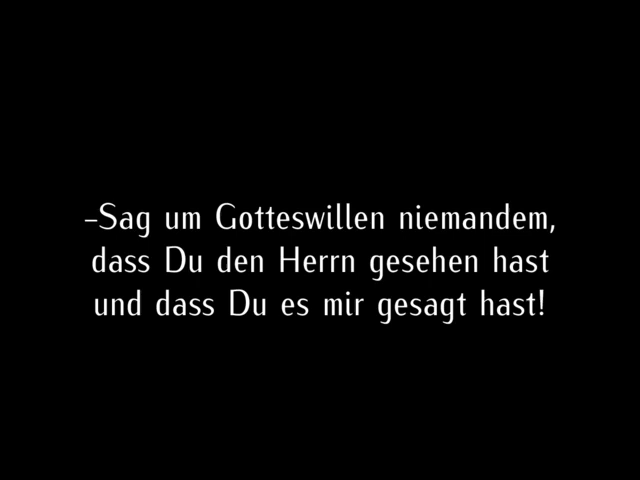 –Sag um Gotteswillen niemandem,
dass Du den Herrn gesehen hast
und dass Du es mir gesagt hast!